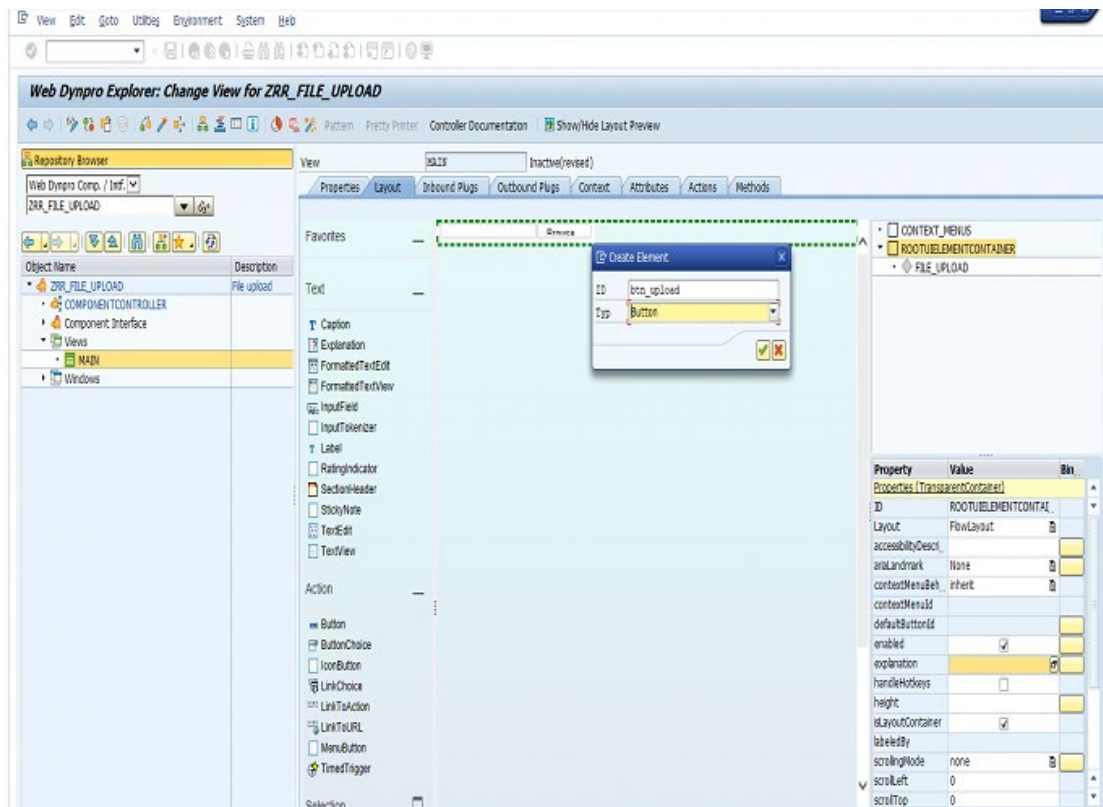 View Edit Goto Utilities Environment System Help
Web Dynpro Explorer: Change View for ZRR_FILE_UPLOAD
Pattern Pretty Printer Controller Documentation Show/Hide Layout Preview
Repository Browser
Web Dynpro Comp. / Intf.
ZRR_FILE_UPLOAD
Object Name Description
ZRR_FILE_UPLOAD File upload
COMPONENTCONTROLLER
Component Interface
Views
MAIN
Windows
View MAIN Inactive(revised)
Properties Layout Inbound Plugs Outbound Plugs Context Attributes Actions Methods
Favorites
Text
Caption
Explanation
FormattedTextEdit
FormattedTextView
InputField
InputTokenizer
Label
RatingIndicator
SectionHeader
StickyNote
TextEdit
TextView
Action
Button
ButtonChoice
IconButton
LinkChoice
LinkToAction
LinkToURL
MenuButton
TimedTrigger
Selection
Browse
Create Element
ID btn_upload
Typ Button
CONTEXT_MENUS
ROOTUIELEMENTCONTAINER
FILE_UPLOAD
Property Value Bin
Properties (TransparentContainer)
ID ROOTUIELEMENTCONTAI_
Layout FlowLayout
accessibilityDescri_
ariaLandmark None
contextMenuBeh_ inherit
contextMenuId
defaultButtonId
enabled
explanation
handleHotkeys
height
isLayoutContainer
labeledBy
scrollingMode none
scrollLeft 0
scrollTop 0